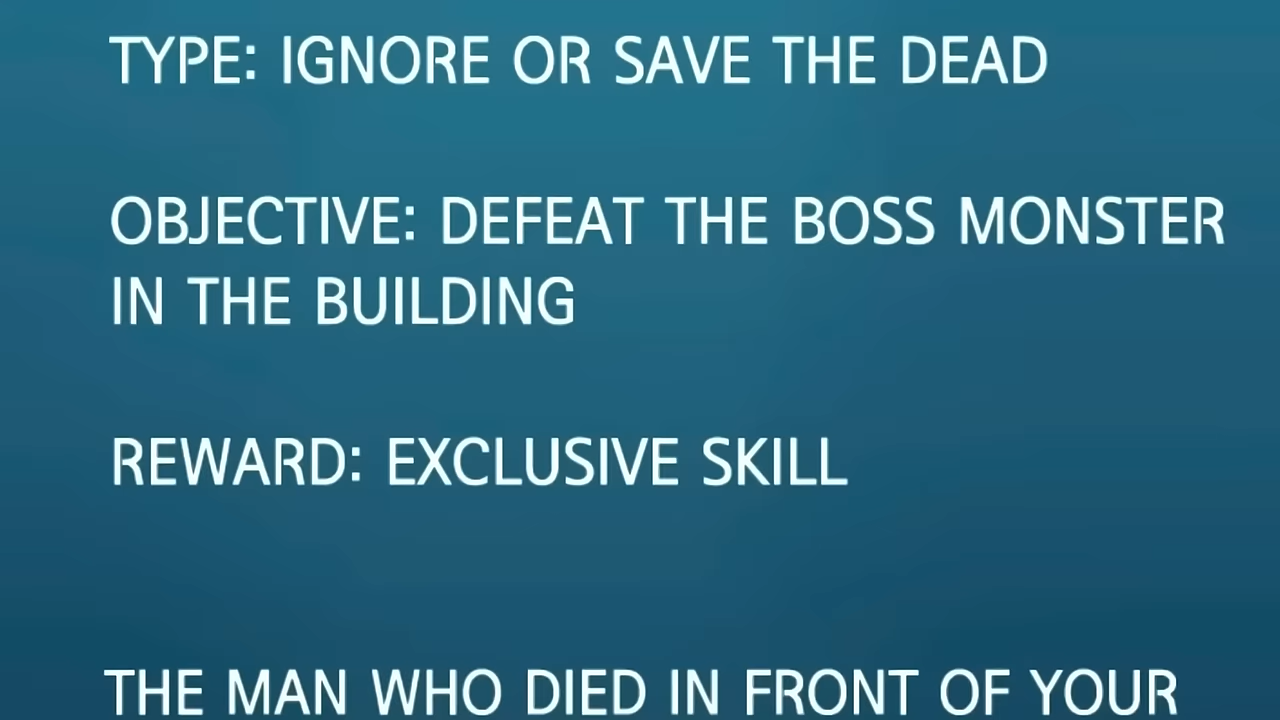 TYPE: IGNORE OR SAVE THE DEAD
OBJECTIVE: DEFEAT THE BOSS MONSTER
IN THE BUILDING
REWARD: EXCLUSIVE SKILL
THE MAN WHO DIED IN FRONT OF YOUR